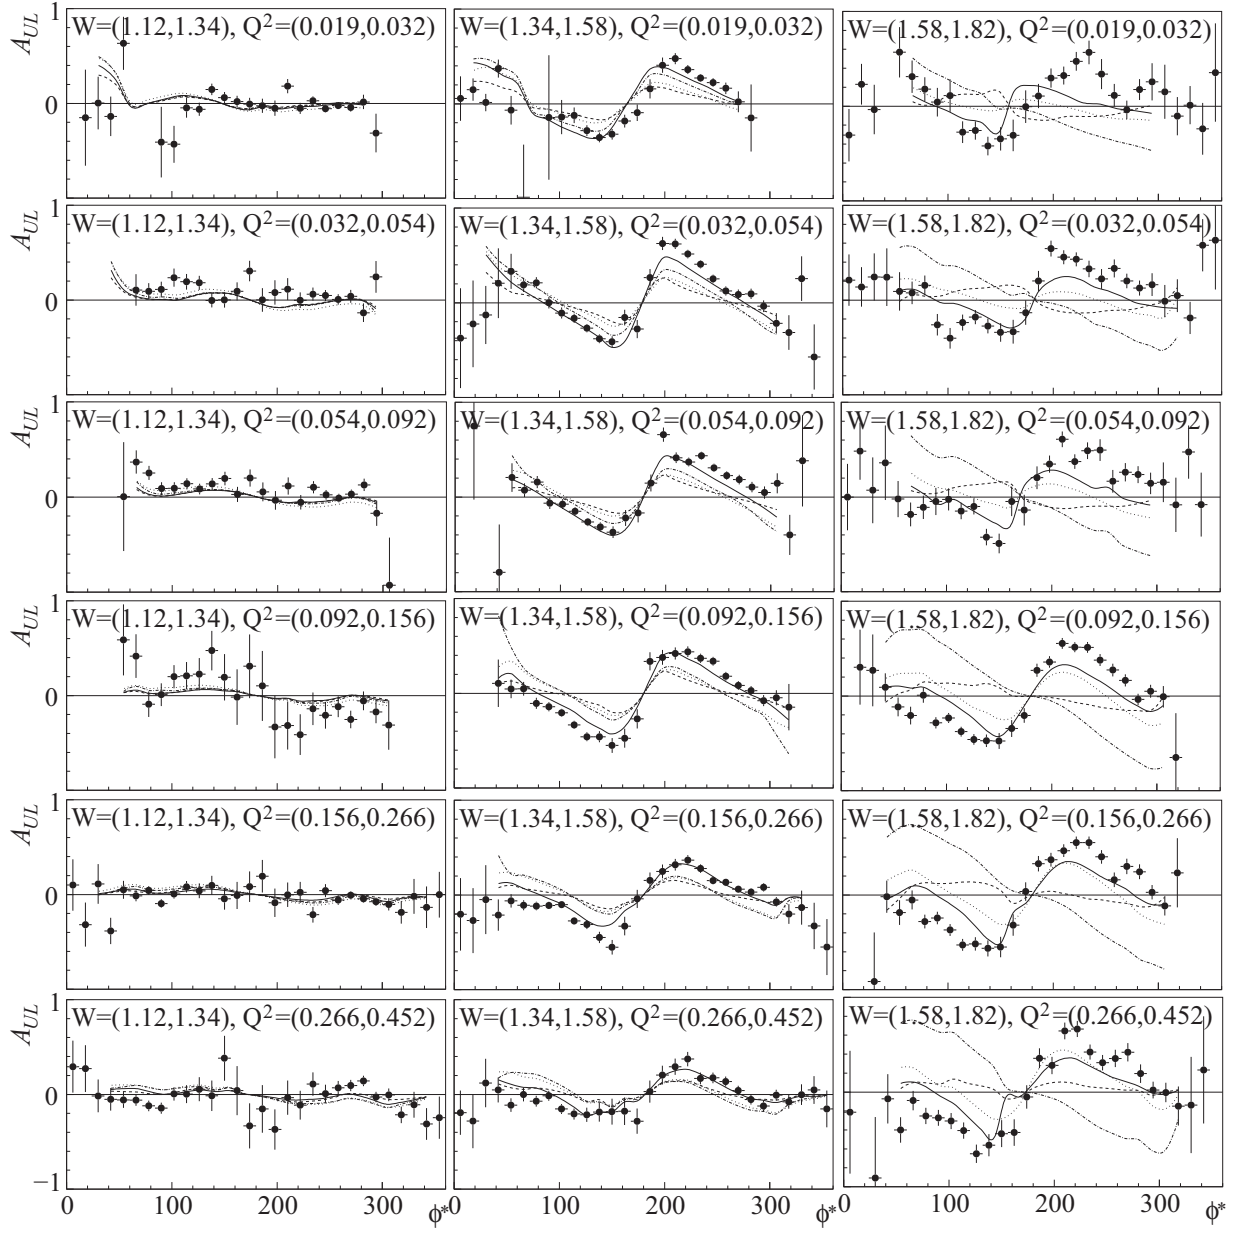 A_UL 1 W=(1.12,1.34), Q²=(0.019,0.032) W=(1.34,1.58), Q²=(0.019,0.032) W=(1.58,1.82), Q²=(0.019,0.032)
0
A_UL W=(1.12,1.34), Q²=(0.032,0.054) W=(1.34,1.58), Q²=(0.032,0.054) W=(1.58,1.82), Q²=(0.032,0.054)
1
0
A_UL W=(1.12,1.34), Q²=(0.054,0.092) W=(1.34,1.58), Q²=(0.054,0.092) W=(1.58,1.82), Q²=(0.054,0.092)
1
0
A_UL W=(1.12,1.34), Q²=(0.092,0.156) W=(1.34,1.58), Q²=(0.092,0.156) W=(1.58,1.82), Q²=(0.092,0.156)
1
0
A_UL W=(1.12,1.34), Q²=(0.156,0.266) W=(1.34,1.58), Q²=(0.156,0.266) W=(1.58,1.82), Q²=(0.156,0.266)
1
0
A_UL W=(1.12,1.34), Q²=(0.266,0.452) W=(1.34,1.58), Q²=(0.266,0.452) W=(1.58,1.82), Q²=(0.266,0.452)
1
0
−1
0 100 200 300 ϕ* 0 100 200 300 ϕ* 0 100 200 300 ϕ*